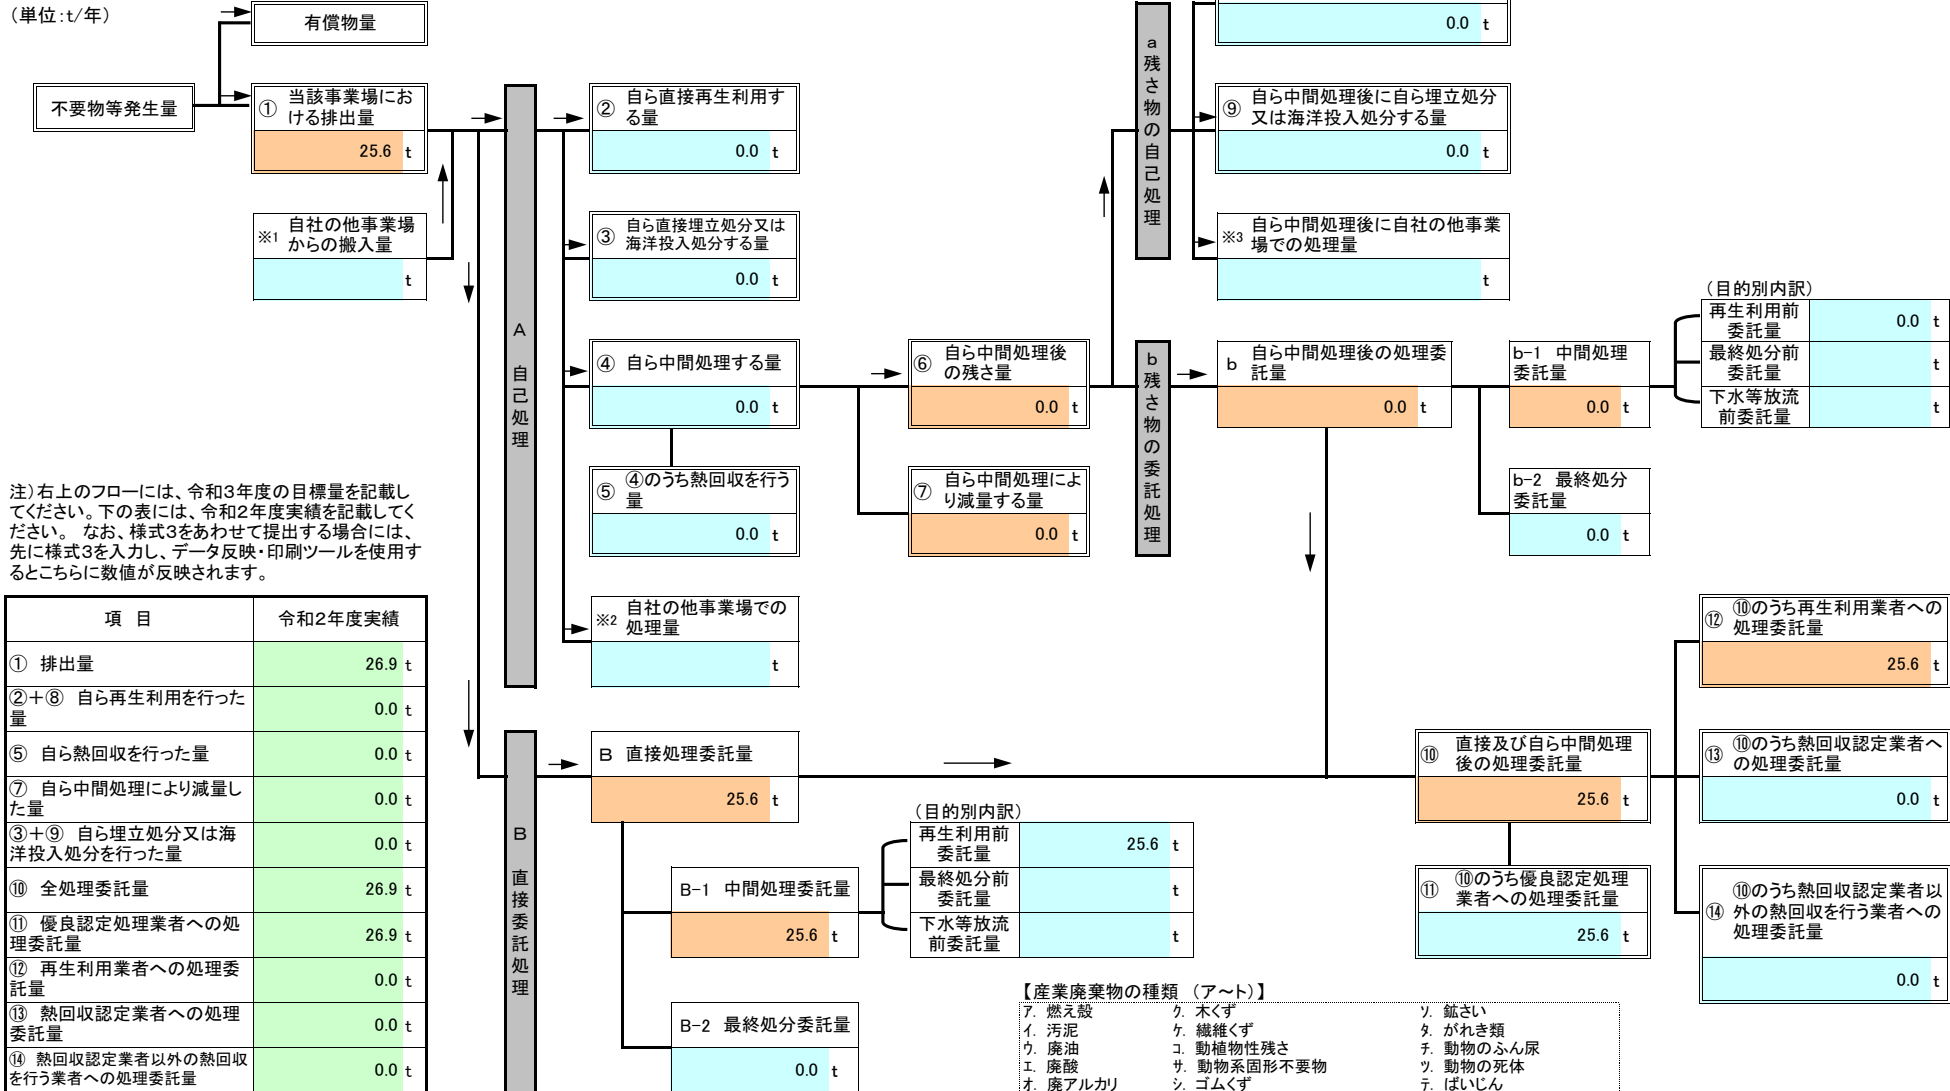 （単位：t/年）
有償物量
不要物等発生量
①
当該事業場にお
ける排出量
25.6 t
※1
自社の他事業場
からの搬入量
t
A 自己処理
②
自ら直接再生利用す
る量
0.0 t
③
自ら直接埋立処分又は
海洋投入処分する量
0.0 t
④ 自ら中間処理する量
0.0 t
⑤
④のうち熱回収を行う
量
0.0 t
※2
自社の他事業場での
処理量
t
⑥
自ら中間処理後
の残さ量
0.0 t
⑦
自ら中間処理によ
り減量する量
0.0 t
a 残さ物の自己処理
0.0 t
⑨
自ら中間処理後に自ら埋立処分
又は海洋投入処分する量
0.0 t
※3
自ら中間処理後に自社の他事業
場での処理量
t
b 残さ物の委託処理
b
自ら中間処理後の処理委
託量
0.0 t
b-1 中間処理
委託量
0.0 t
b-2 最終処分
委託量
0.0 t
（目的別内訳）
再生利用前
委託量
0.0 t
最終処分前
委託量
t
下水等放流
前委託量
t
注）右上のフローには、令和3年度の目標量を記載し
てください。下の表には、令和2年度実績を記載してく
ださい。 なお、様式3をあわせて提出する場合には、
先に様式3を入力し、データ反映・印刷ツールを使用す
るとこちらに数値が反映されます。
項 目 令和2年度実績
① 排出量 26.9 t
②＋⑧ 自ら再生利用を行った
量
0.0 t
⑤ 自ら熱回収を行った量 0.0 t
⑦ 自ら中間処理により減量し
た量
0.0 t
③＋⑨ 自ら埋立処分又は海
洋投入処分を行った量
0.0 t
⑩ 全処理委託量 26.9 t
⑪ 優良認定処理業者への処
理委託量
26.9 t
⑫ 再生利用業者への処理委
託量
0.0 t
⑬ 熱回収認定業者への処理
委託量
0.0 t
⑭ 熱回収認定業者以外の熱回収
を行う業者への処理委託量
0.0 t
B 直接委託処理
B 直接処理委託量
25.6 t
B-1 中間処理委託量
25.6 t
B-2 最終処分委託量
0.0 t
（目的別内訳）
再生利用前
委託量
25.6 t
最終処分前
委託量
t
下水等放流
前委託量
t
⑩
直接及び自ら中間処理
後の処理委託量
25.6 t
⑪
⑩のうち優良認定処理
業者への処理委託量
25.6 t
⑫
⑩のうち再生利用業者への
処理委託量
25.6 t
⑬
⑩のうち熱回収認定業者へ
の処理委託量
0.0 t
⑭
⑩のうち熱回収認定業者以
外の熱回収を行う業者への
処理委託量
0.0 t
【産業廃棄物の種類 （ア～ト）】
ア. 燃え殻 ク. 木くず ソ. 鉱さい
イ. 汚泥 ケ. 繊維くず タ. がれき類
ウ. 廃油 コ. 動植物性残さ チ. 動物のふん尿
エ. 廃酸 サ. 動物系固形不要物 ツ. 動物の死体
オ. 廃アルカリ シ. ゴムくず テ. ばいじん